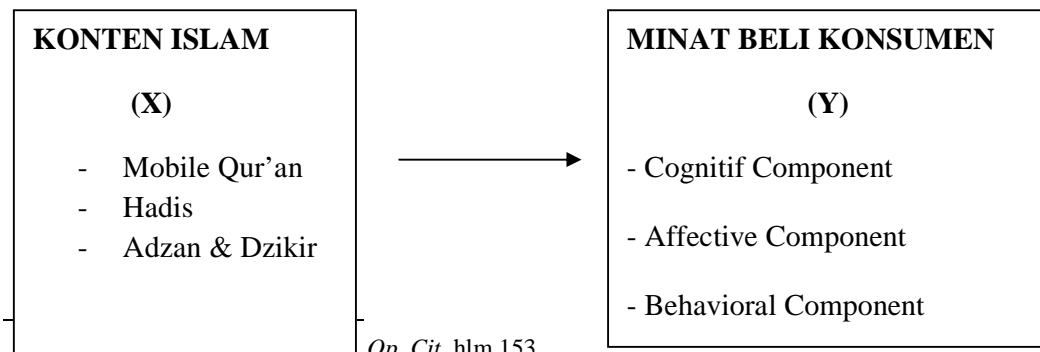 KONTEN ISLAM
(X)
- Mobile Qur’an
- Hadis
- Adzan & Dzikir
MINAT BELI KONSUMEN
(Y)
- Cognitif Component
- Affective Component
- Behavioral Component
Op. Cit. hlm 153